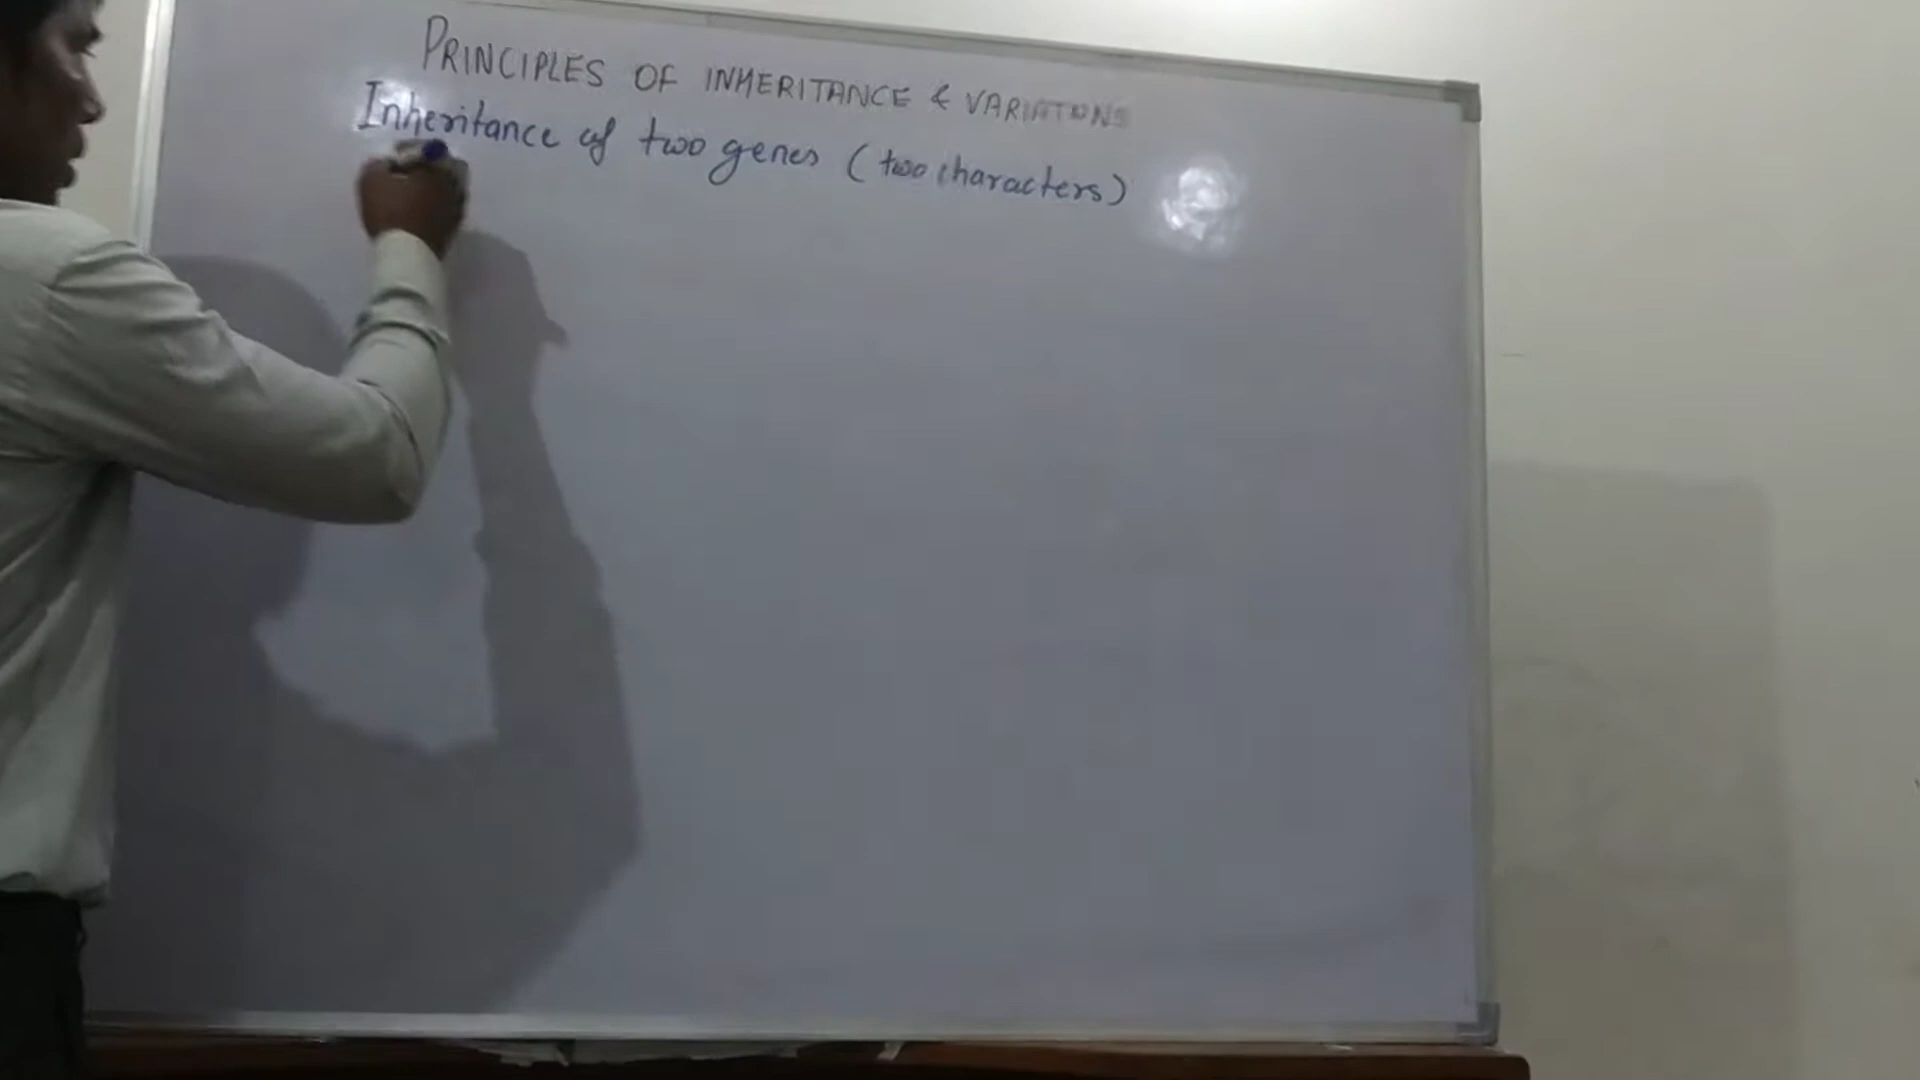 PRINCIPLES OF INHERITANCE & VARIATIONS
Inheritance of two genes (two characters)